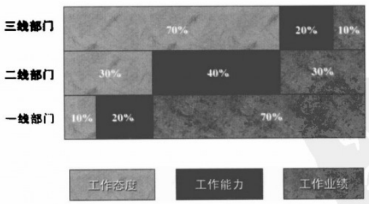 三线部门 70% 20% 10%
二线部门 30% 40% 30%
一线部门 10% 20% 70%
工作态度 工作能力 工作业绩